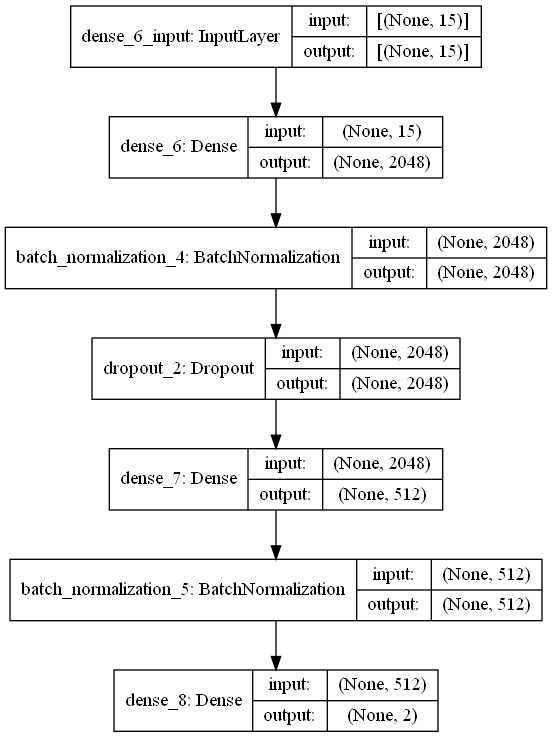 dense_6_input: InputLayer
input: [(None, 15)]
output: [(None, 15)]
dense_6: Dense
input: (None, 15)
output: (None, 2048)
batch_normalization_4: BatchNormalization
input: (None, 2048)
output: (None, 2048)
dropout_2: Dropout
input: (None, 2048)
output: (None, 2048)
dense_7: Dense
input: (None, 2048)
output: (None, 512)
batch_normalization_5: BatchNormalization
input: (None, 512)
output: (None, 512)
dense_8: Dense
input: (None, 512)
output: (None, 2)